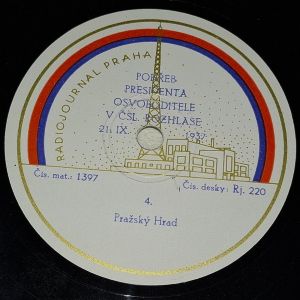 RADIOJOURNAL PRAHA
POHŘEB
PRESIDENTA
OSVOBODITELE
V ČSL. ROZHLASE
21. IX. 1937
Čís. mat.: 1397
Čís. desky: Rj. 220
4.
Pražský Hrad